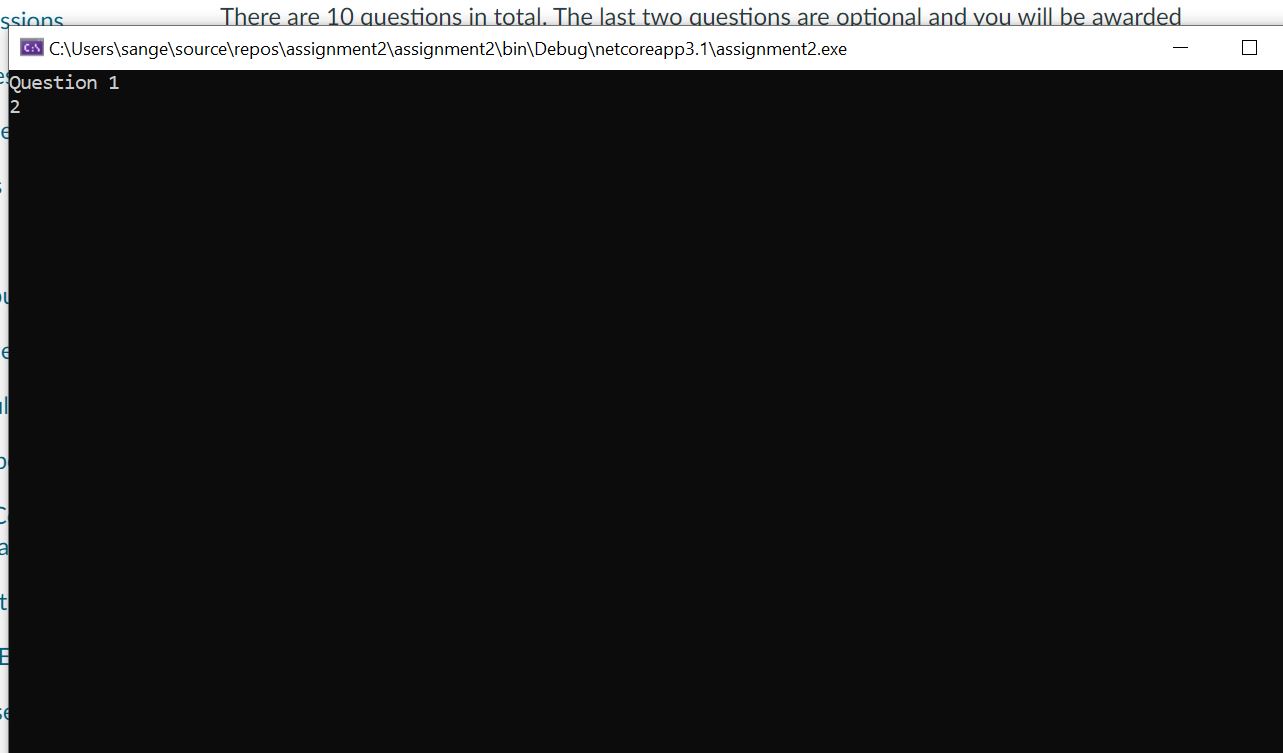 ssions
There are 10 questions in total. The last two questions are optional and you will be awarded
C:\Users\sange\source\repos\assignment2\assignment2\bin\Debug\netcoreapp3.1\assignment2.exe
Question 1
2